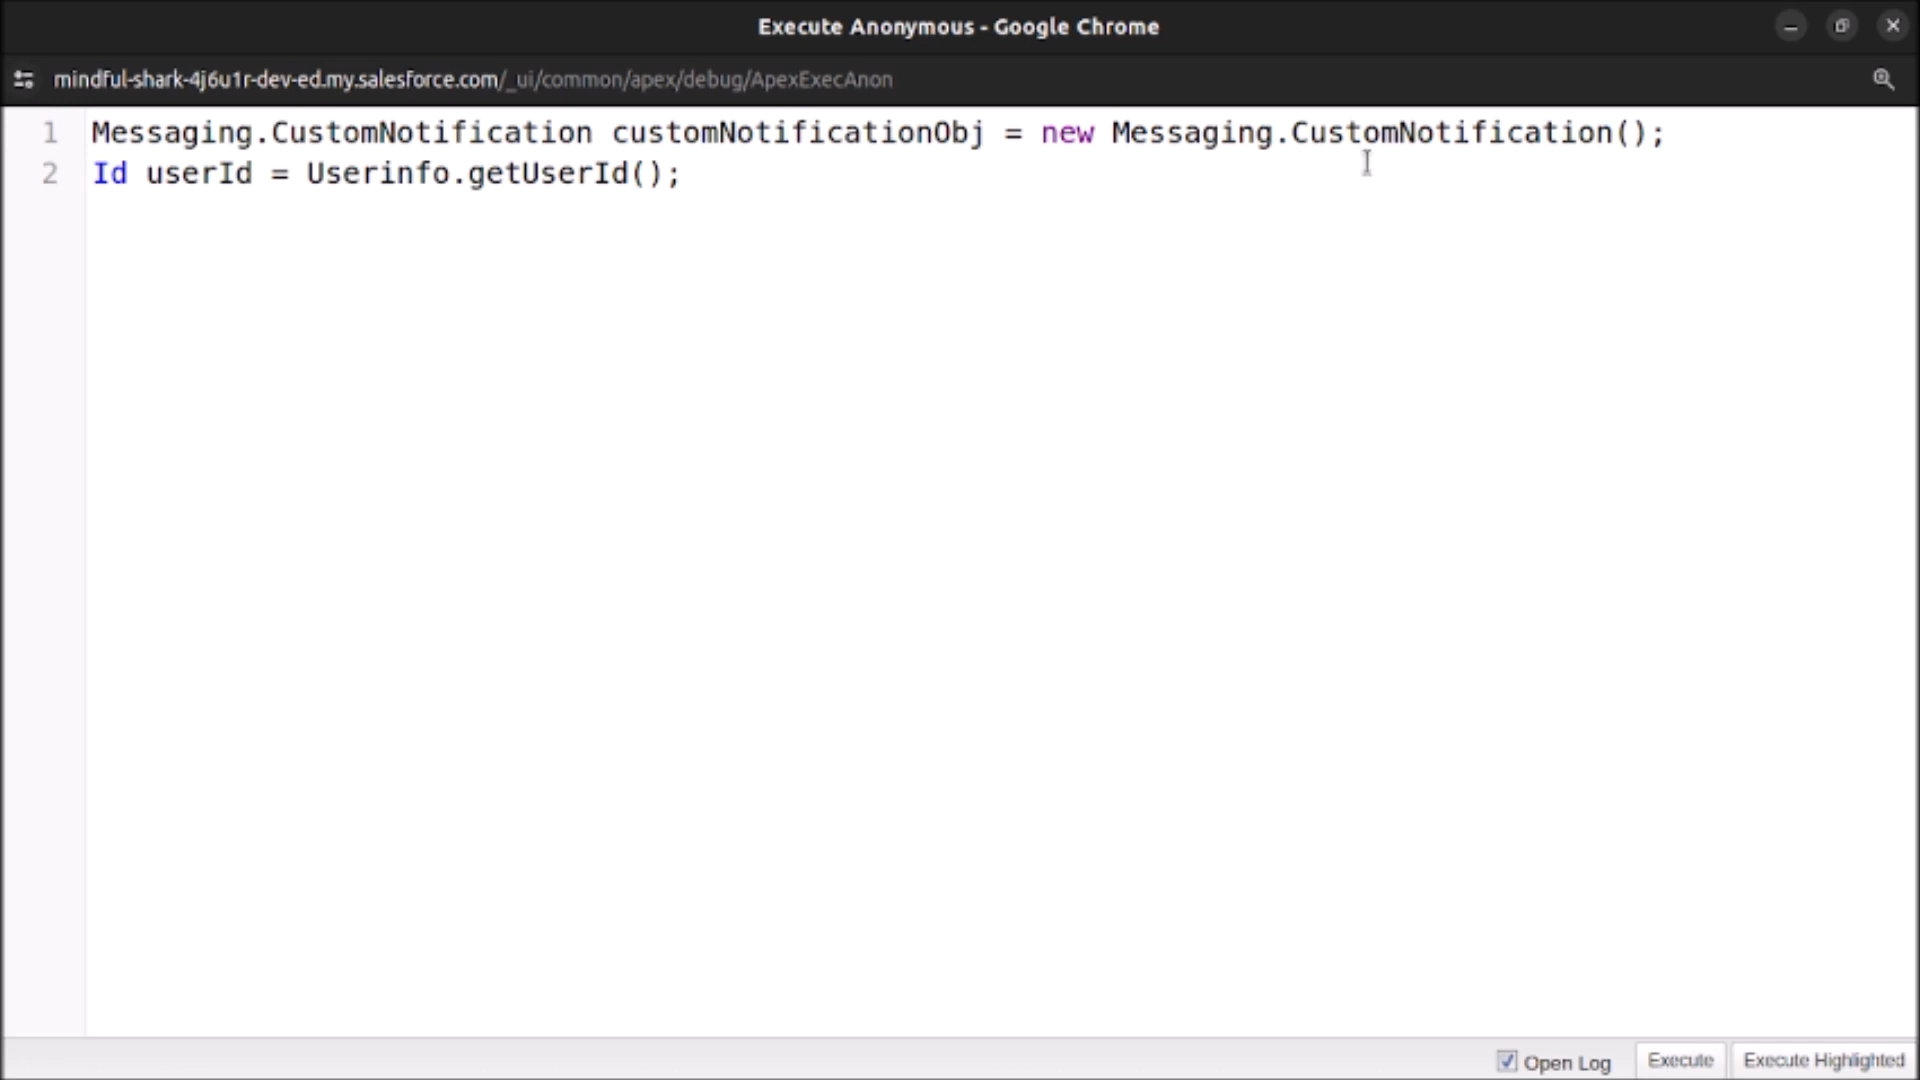 Execute Anonymous - Google Chrome
mindful-shark-4j6u1r-dev-ed.my.salesforce.com/_ui/common/apex/debug/ApexExecAnon
1 Messaging.CustomNotification customNotificationObj = new Messaging.CustomNotification();
2 Id userId = Userinfo.getUserId();
Open Log Execute Execute Highlighted